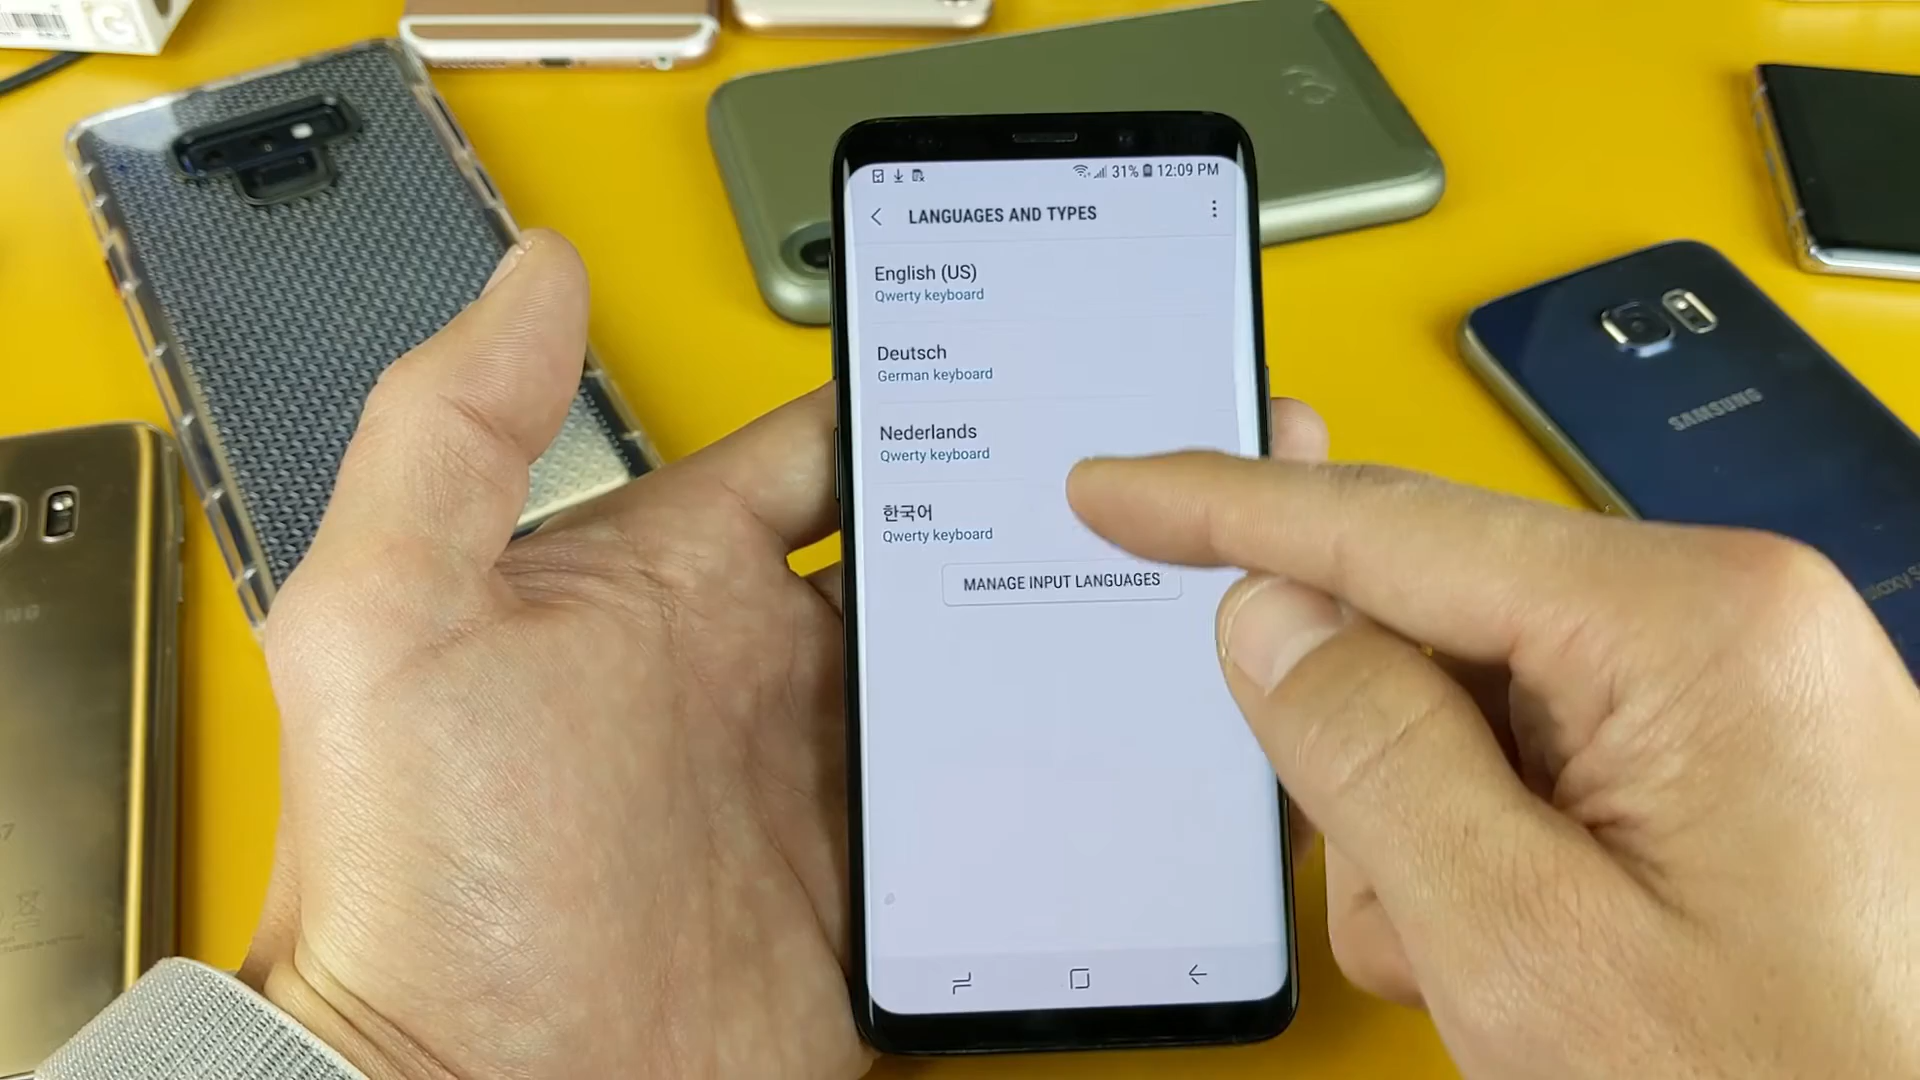 31% 12:09 PM
LANGUAGES AND TYPES
English (US)
Qwerty keyboard
Deutsch
German keyboard
Nederlands
Qwerty keyboard
한국어
Qwerty keyboard
MANAGE INPUT LANGUAGES
SAMSUNG